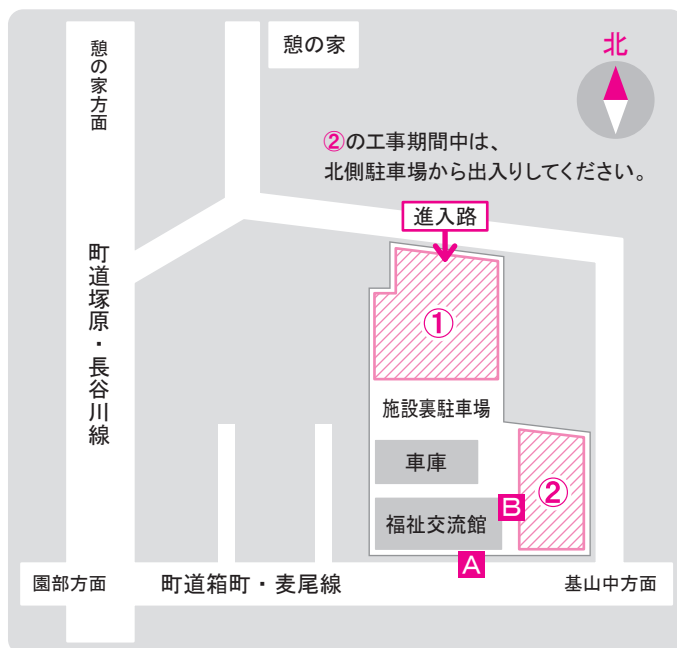 憩の家
北
憩の家方面
②の工事期間中は、
北側駐車場から出入りしてください。
進入路
町道塚原・長谷川線
①
施設裏駐車場
車庫
②
B
福祉交流館
A
園部方面
町道箱町・麦尾線
基山中方面